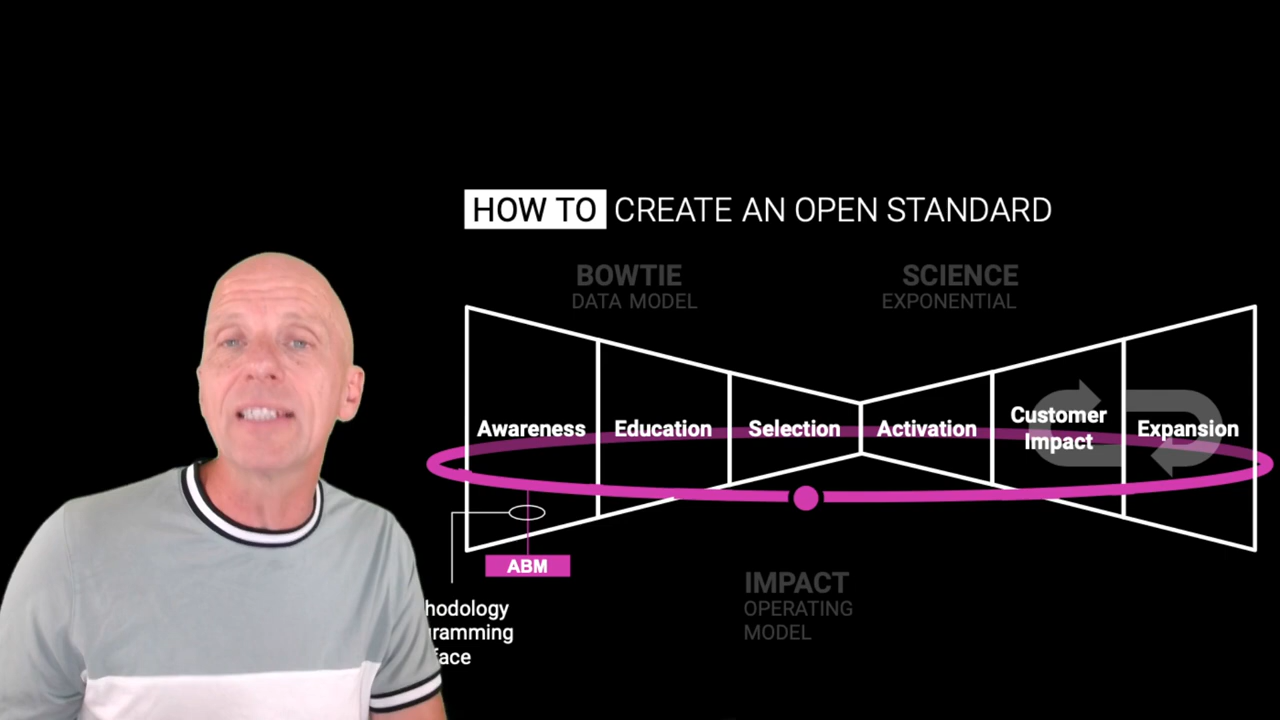 HOW TO CREATE AN OPEN STANDARD
BOWTIE
DATA MODEL
SCIENCE
EXPONENTIAL
Awareness
Education
Selection
Activation
Customer
Impact
Expansion
ABM
IMPACT
OPERATING
MODEL